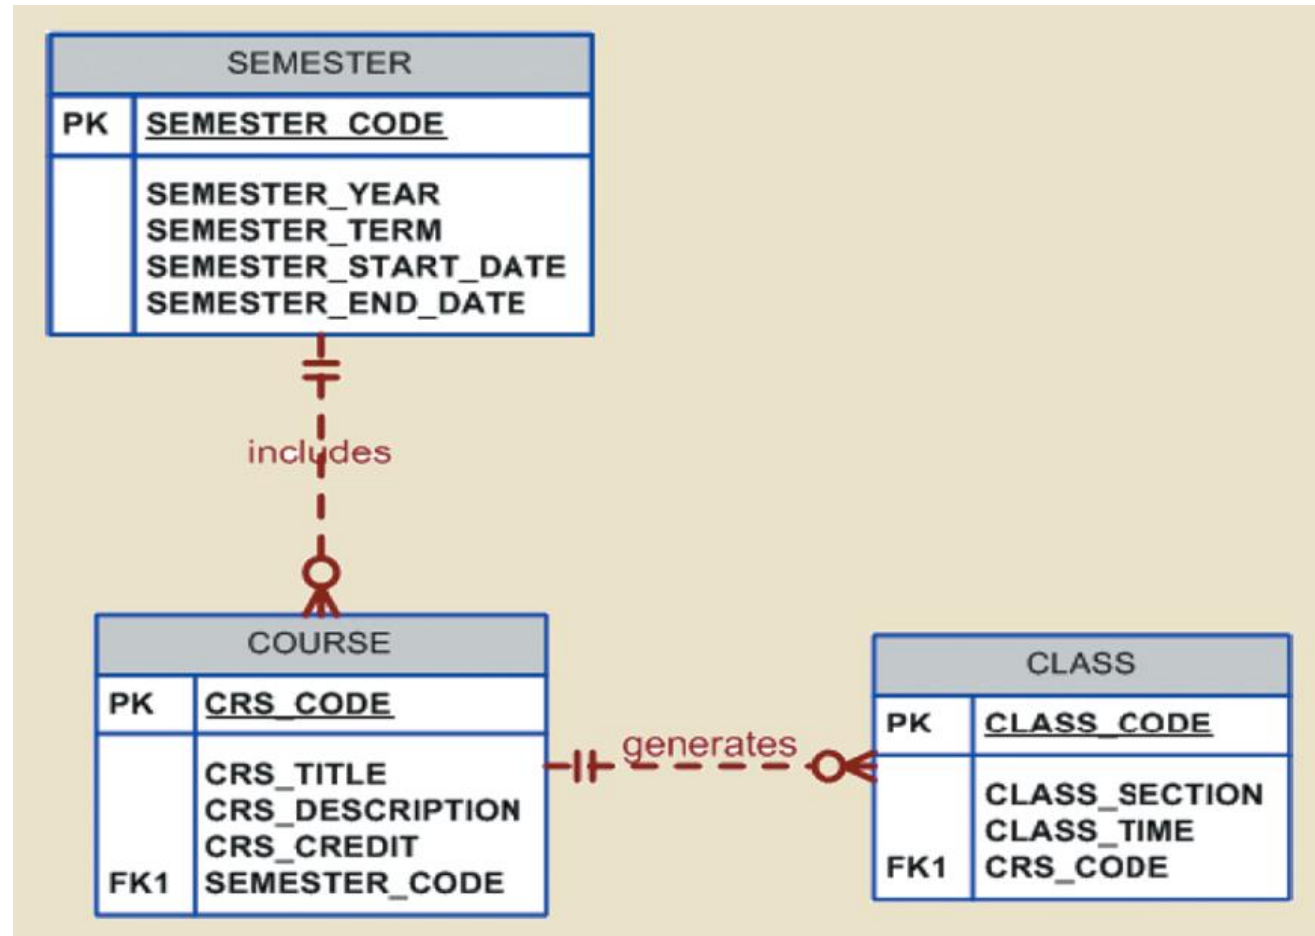 SEMESTER
PK SEMESTER_CODE
SEMESTER_YEAR
SEMESTER_TERM
SEMESTER_START_DATE
SEMESTER_END_DATE
includes
COURSE
PK CRS_CODE
CRS_TITLE
CRS_DESCRIPTION
CRS_CREDIT
FK1 SEMESTER_CODE
generates
CLASS
PK CLASS_CODE
CLASS_SECTION
CLASS_TIME
FK1 CRS_CODE